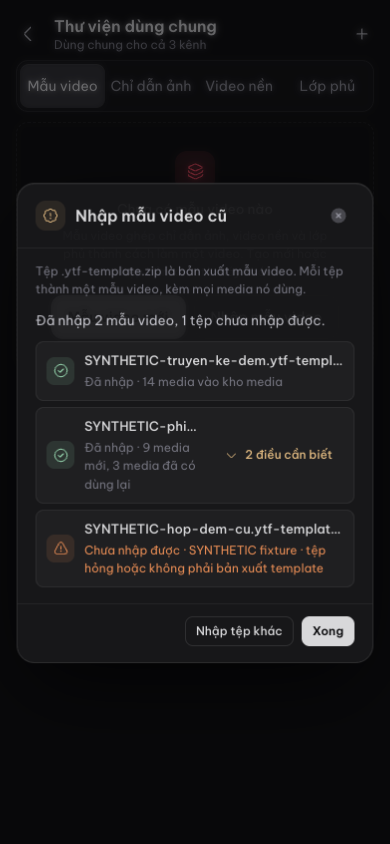 Thư viện dùng chung
Dùng chung cho cả 3 kênh
Mẫu video
Chỉ dẫn ảnh
Video nền
Lớp phủ
Nhập mẫu video cũ
Tệp .ytf-template.zip là bản xuất mẫu video. Mỗi tệp
thành một mẫu video, kèm mọi media nó dùng.
Đã nhập 2 mẫu video, 1 tệp chưa nhập được.
SYNTHETIC-truyen-ke-dem.ytf-templ...
Đã nhập · 14 media vào kho media
SYNTHETIC-phi...
Đã nhập · 9 media
mới, 3 media đã có
dùng lại
2 điều cần biết
SYNTHETIC-hop-dem-cu.ytf-templat...
Chưa nhập được · SYNTHETIC fixture · tệp
hỏng hoặc không phải bản xuất template
Nhập tệp khác
Xong